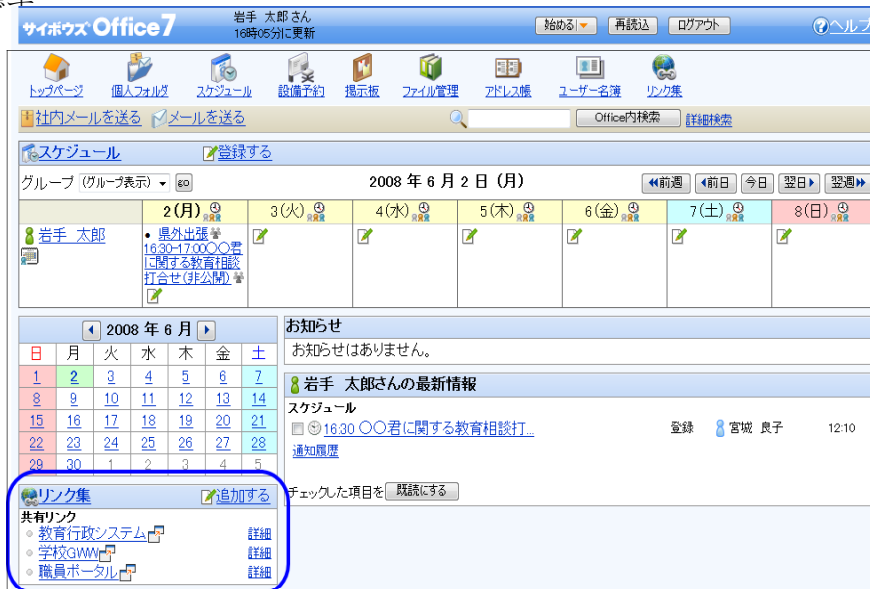 です
サイボウズ Office7 岩手 太郎 さん 始める 再読込 ログアウト ?ヘルプ
16時05分に更新
トップページ 個人フォルダ スケジュール 設備予約 掲示板 ファイル管理 アドレス帳 ユーザー名簿 リンク集
社内メールを送る メールを送る Office内検索 詳細検索
スケジュール 登録する
グループ (グループ表示) GO 2008 年 6 月 2 日 (月) 前週 前日 今日 翌日 翌週
2(月) 3(火) 4(水) 5(木) 6(金) 7(土) 8(日)
岩手 太郎 • 県外出張
16:30-17:00〇〇君
に関する教育相談
打合せ(非公開)
2008 年 6 月
日 月 火 水 木 金 土
1 2 3 4 5 6 7
8 9 10 11 12 13 14
15 16 17 18 19 20 21
22 23 24 25 26 27 28
29 30 1 2 3 4 5
お知らせ
お知らせはありません。
岩手 太郎さんの最新情報
スケジュール
16:30 〇〇君に関する教育相談打... 登録 宮城 良子 12:10
通知履歴
チェックした項目を 既読にする
リンク集 追加する
共有リンク
教育行政システム 詳細
学校GWW 詳細
職員ポータル 詳細